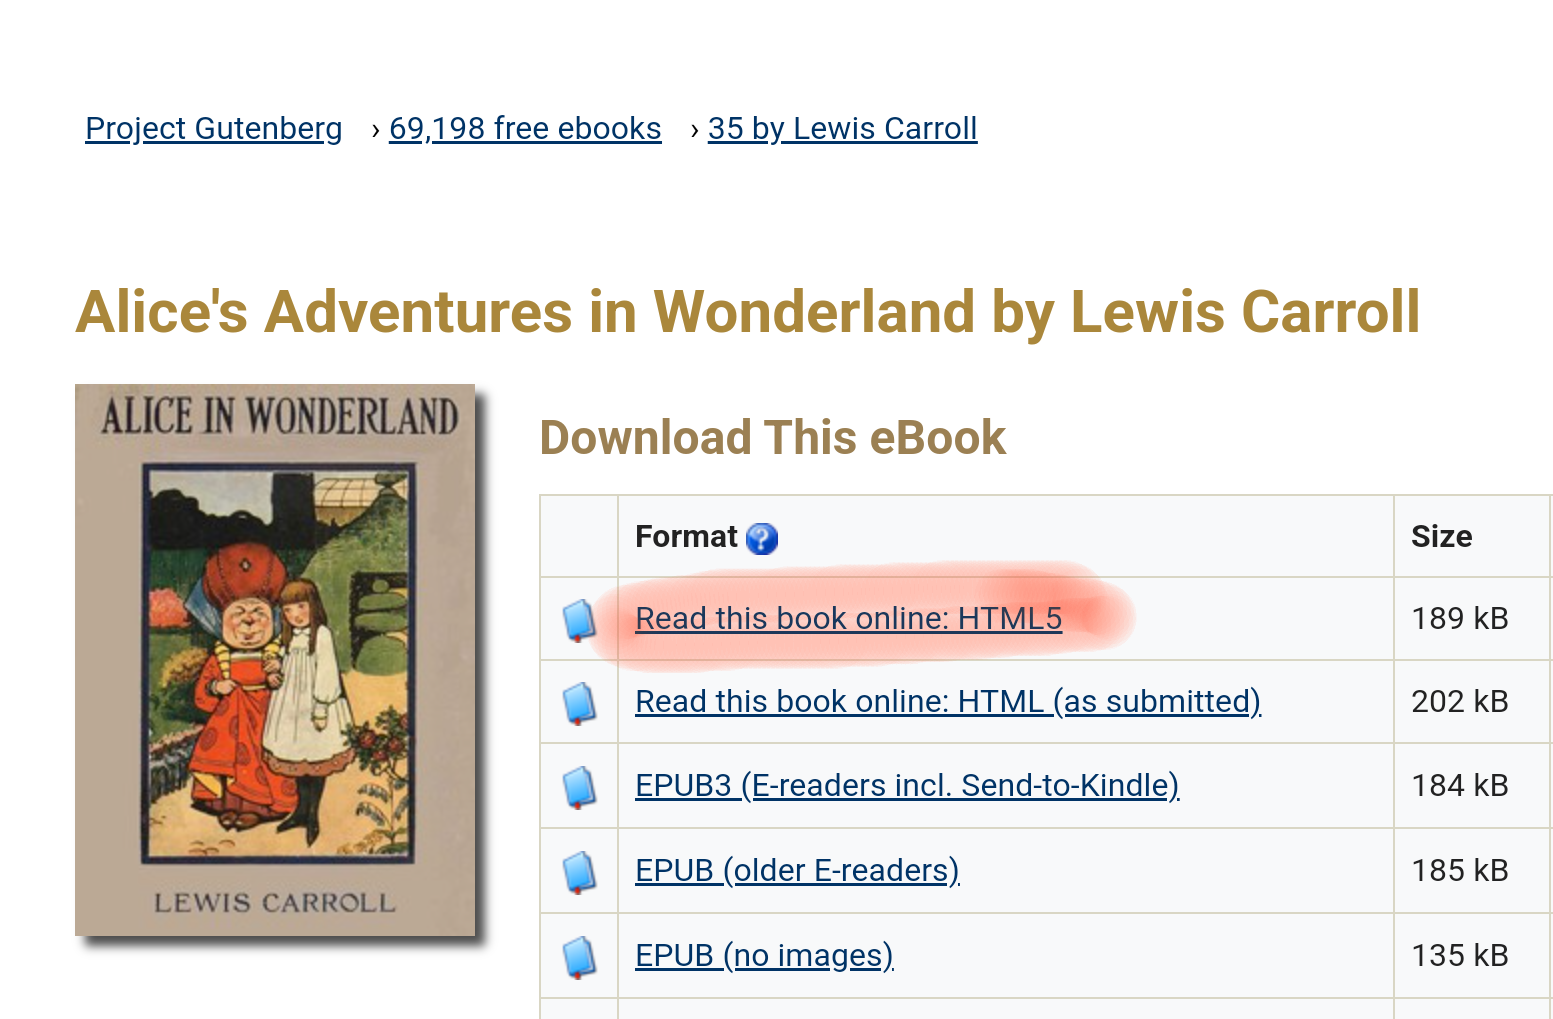 Project Gutenberg › 69,198 free ebooks › 35 by Lewis Carroll
Alice's Adventures in Wonderland by Lewis Carroll
ALICE IN WONDERLAND
LEWIS CARROLL
Download This eBook
Format ? Size
Read this book online: HTML5 189 kB
Read this book online: HTML (as submitted) 202 kB
EPUB3 (E-readers incl. Send-to-Kindle) 184 kB
EPUB (older E-readers) 185 kB
EPUB (no images) 135 kB